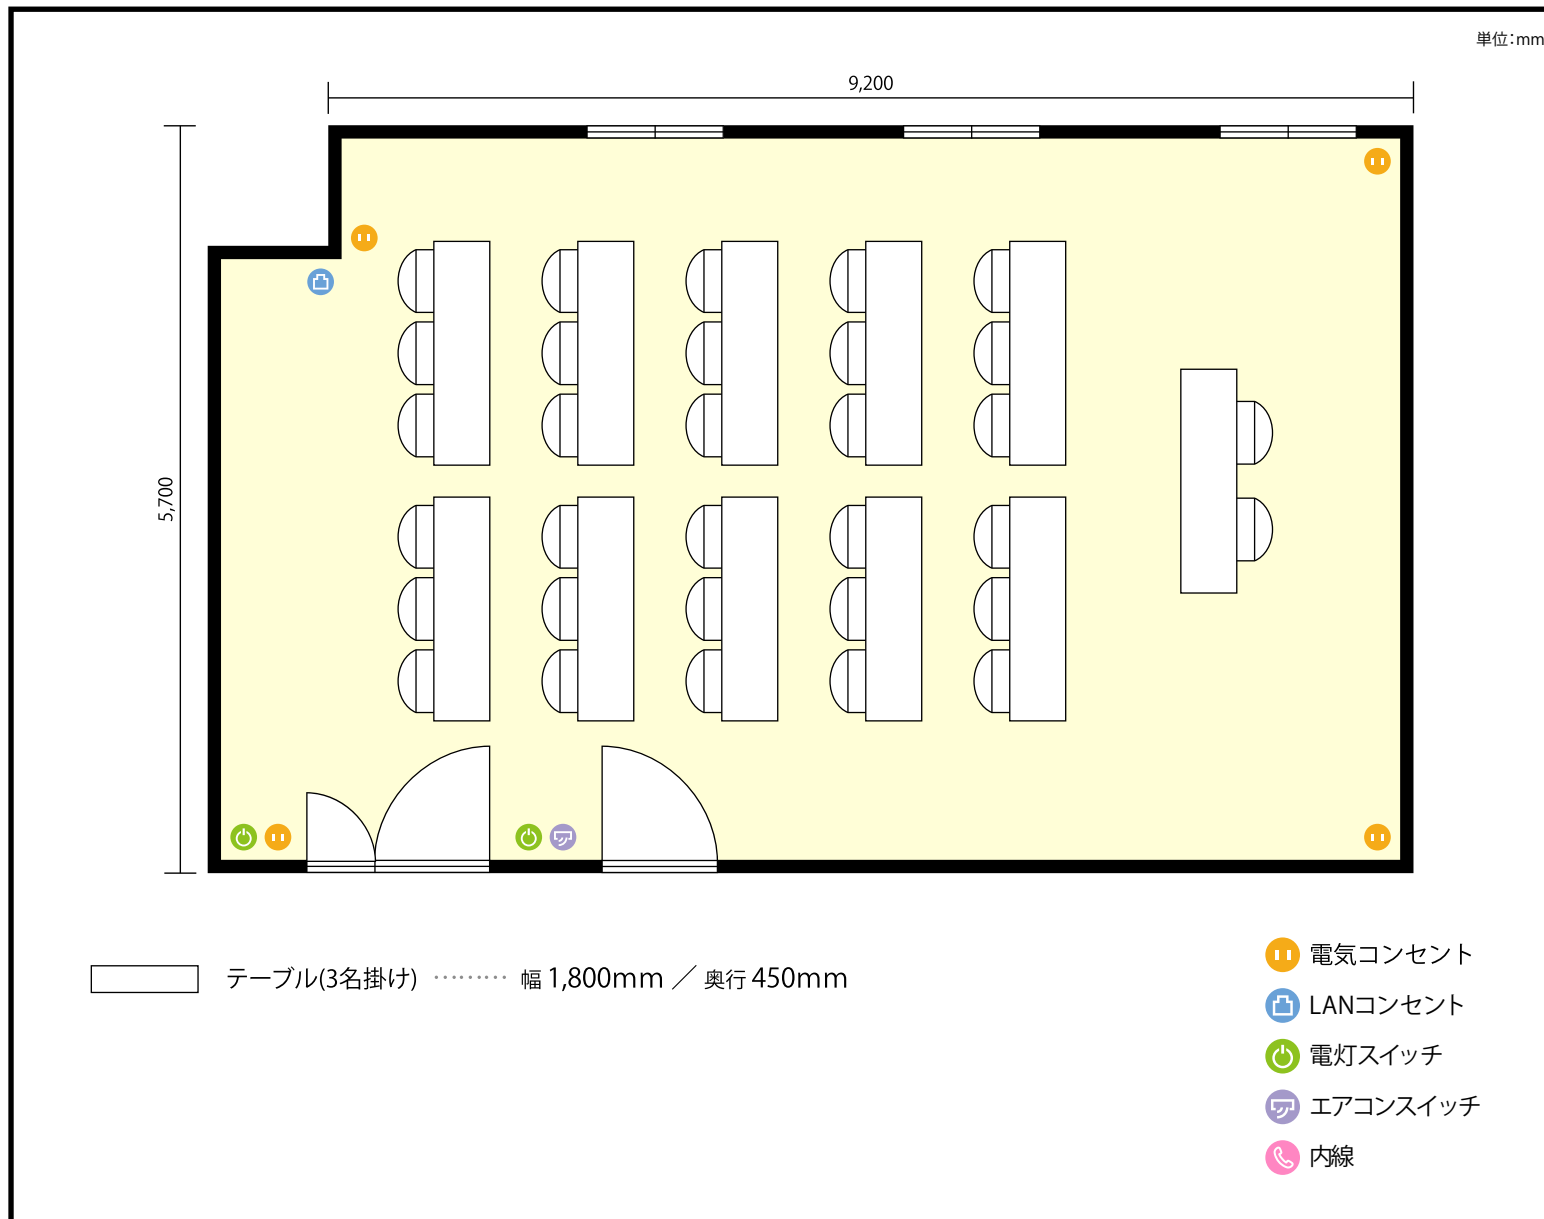 単位：mm
9,200
5,700
テーブル(3名掛け) ········· 幅 1,800mm ／ 奥行 450mm
電気コンセント
LANコンセント
電灯スイッチ
エアコンスイッチ
内線